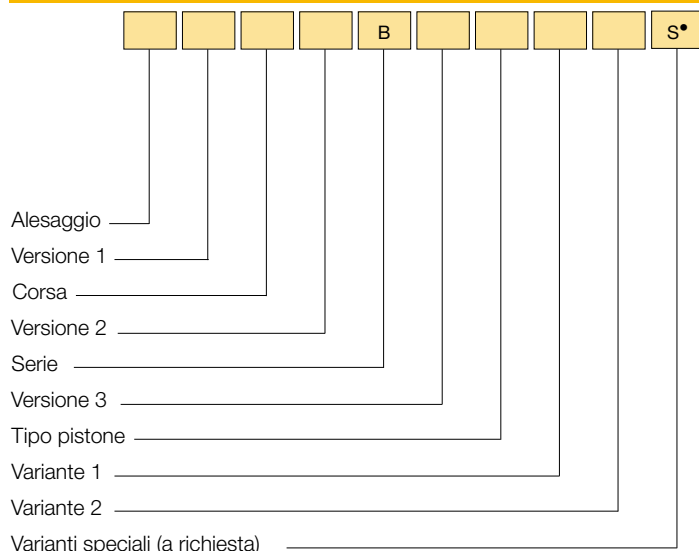 B S•
Alesaggio
Versione 1
Corsa
Versione 2
Serie
Versione 3
Tipo pistone
Variante 1
Variante 2
Varianti speciali (a richiesta)